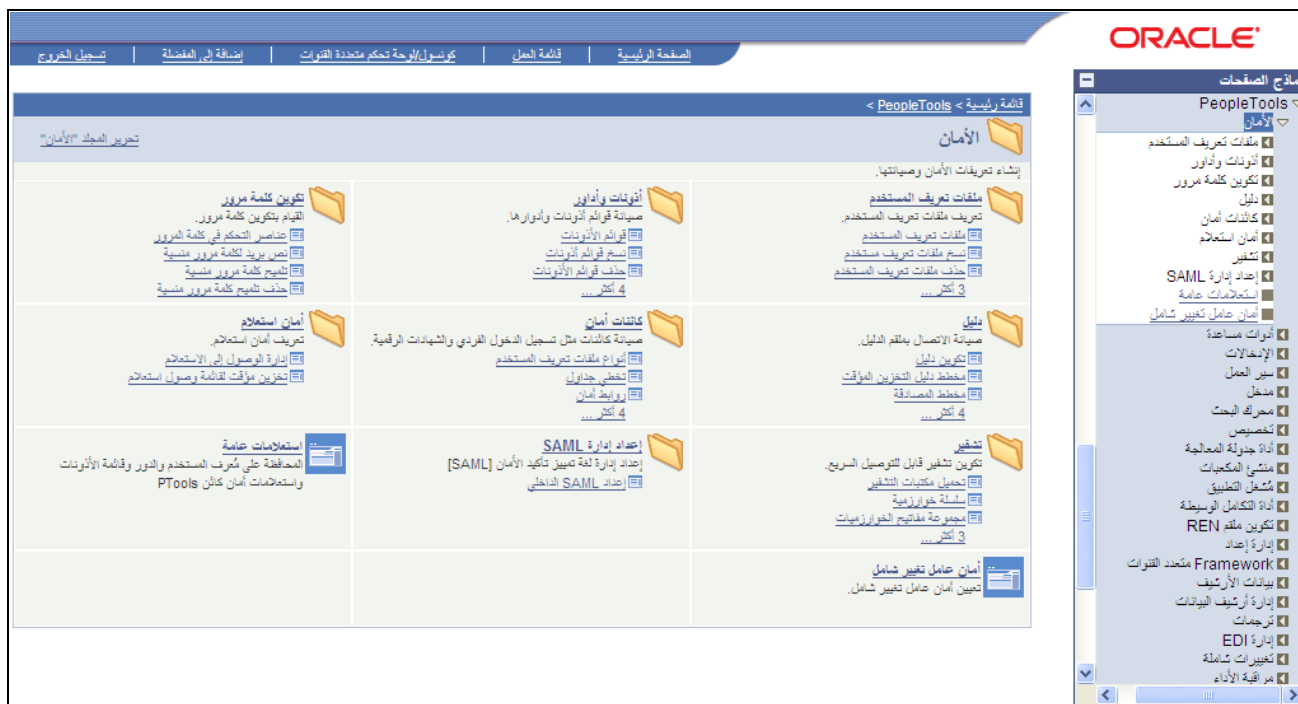 ORACLE
الصفحة الرئيسية
قائمة العمل
كونسول/لوحة تحكم متعددة القنوات
إضافة إلى المفضلة
تسجيل الخروج
ماذج الصفحات
PeopleTools
الأمان
ملفات تعريف المستخدم
أذونات وأداور
تكوين كلمة مرور
دليل
كائنات أمان
أمان استعلام
تشفير
إعداد إدارة SAML
استعلامات عامة
أمان عامل تغيير شامل
أدوات مساعدة
الإدخالات
سير العمل
مدخل
محرك البحث
تخصيص
أداة جدولة المعالجة
منشئ المكعبات
مُشغل التطبيق
أداة التكامل الوسيطة
تكوين ملقم REN
إدارة إعداد
Framework متعدد القنوات
بيانات الأرشيف
إدارة أرشيف البيانات
ترجمات
إدارة EDI
تغييرات شاملة
مراقبة الأداء
قائمة رئيسية > PeopleTools >
الأمان
تحرير المجلد "الأمان"
إنشاء تعريفات الأمان وصيانتها.
ملفات تعريف المستخدم
تعريف ملفات تعريف المستخدم.
ملفات تعريف المستخدم
نسخ ملفات تعريف مستخدم
حذف ملفات تعريف المستخدم
3 أكثر ...
أذونات وأداور
صيانة قوائم أذونات وأدوارها.
قوائم الأذونات
نسخ قوائم أذونات
حذف قوائم الأذونات
4 أكثر ...
تكوين كلمة مرور
القيام بتكوين كلمة مرور.
عناصر التحكم في كلمة المرور
نص بريد لكلمة مرور منسية
تلميح كلمة مرور منسية
حذف تلميح كلمة مرور منسية
دليل
صيانة الاتصال بملقم الدليل.
تكوين دليل
مخطط دليل التخزين المؤقت
مخطط المصادقة
4 أكثر ...
كائنات أمان
صيانة كائنات مثل تسجيل الدخول الفردي والشهادات الرقمية.
أنواع ملفات تعريف المستخدم
تخطي جداول
روابط أمان
4 أكثر ...
أمان استعلام
تعريف أمان استعلام.
إدارة الوصول إلى الاستعلام
تخزين مؤقت لقائمة وصول استعلام
تشفير
تكوين تشفير قابل للتوصيل السريع.
تحميل مكتبات التشفير
سلسلة خوارزمية
مجموعة مفاتيح الخوارزميات
3 أكثر ...
إعداد إدارة SAML
إعداد إدارة لغة تمييز تأكيد الأمان [SAML]
إعداد SAML الداخلي
استعلامات عامة
المحافظة على مُعرف المستخدم والدور وقائمة الأذونات
واستعلامات أمان كائن PTools
أمان عامل تغيير شامل
تعيين أمان عامل تغيير شامل.